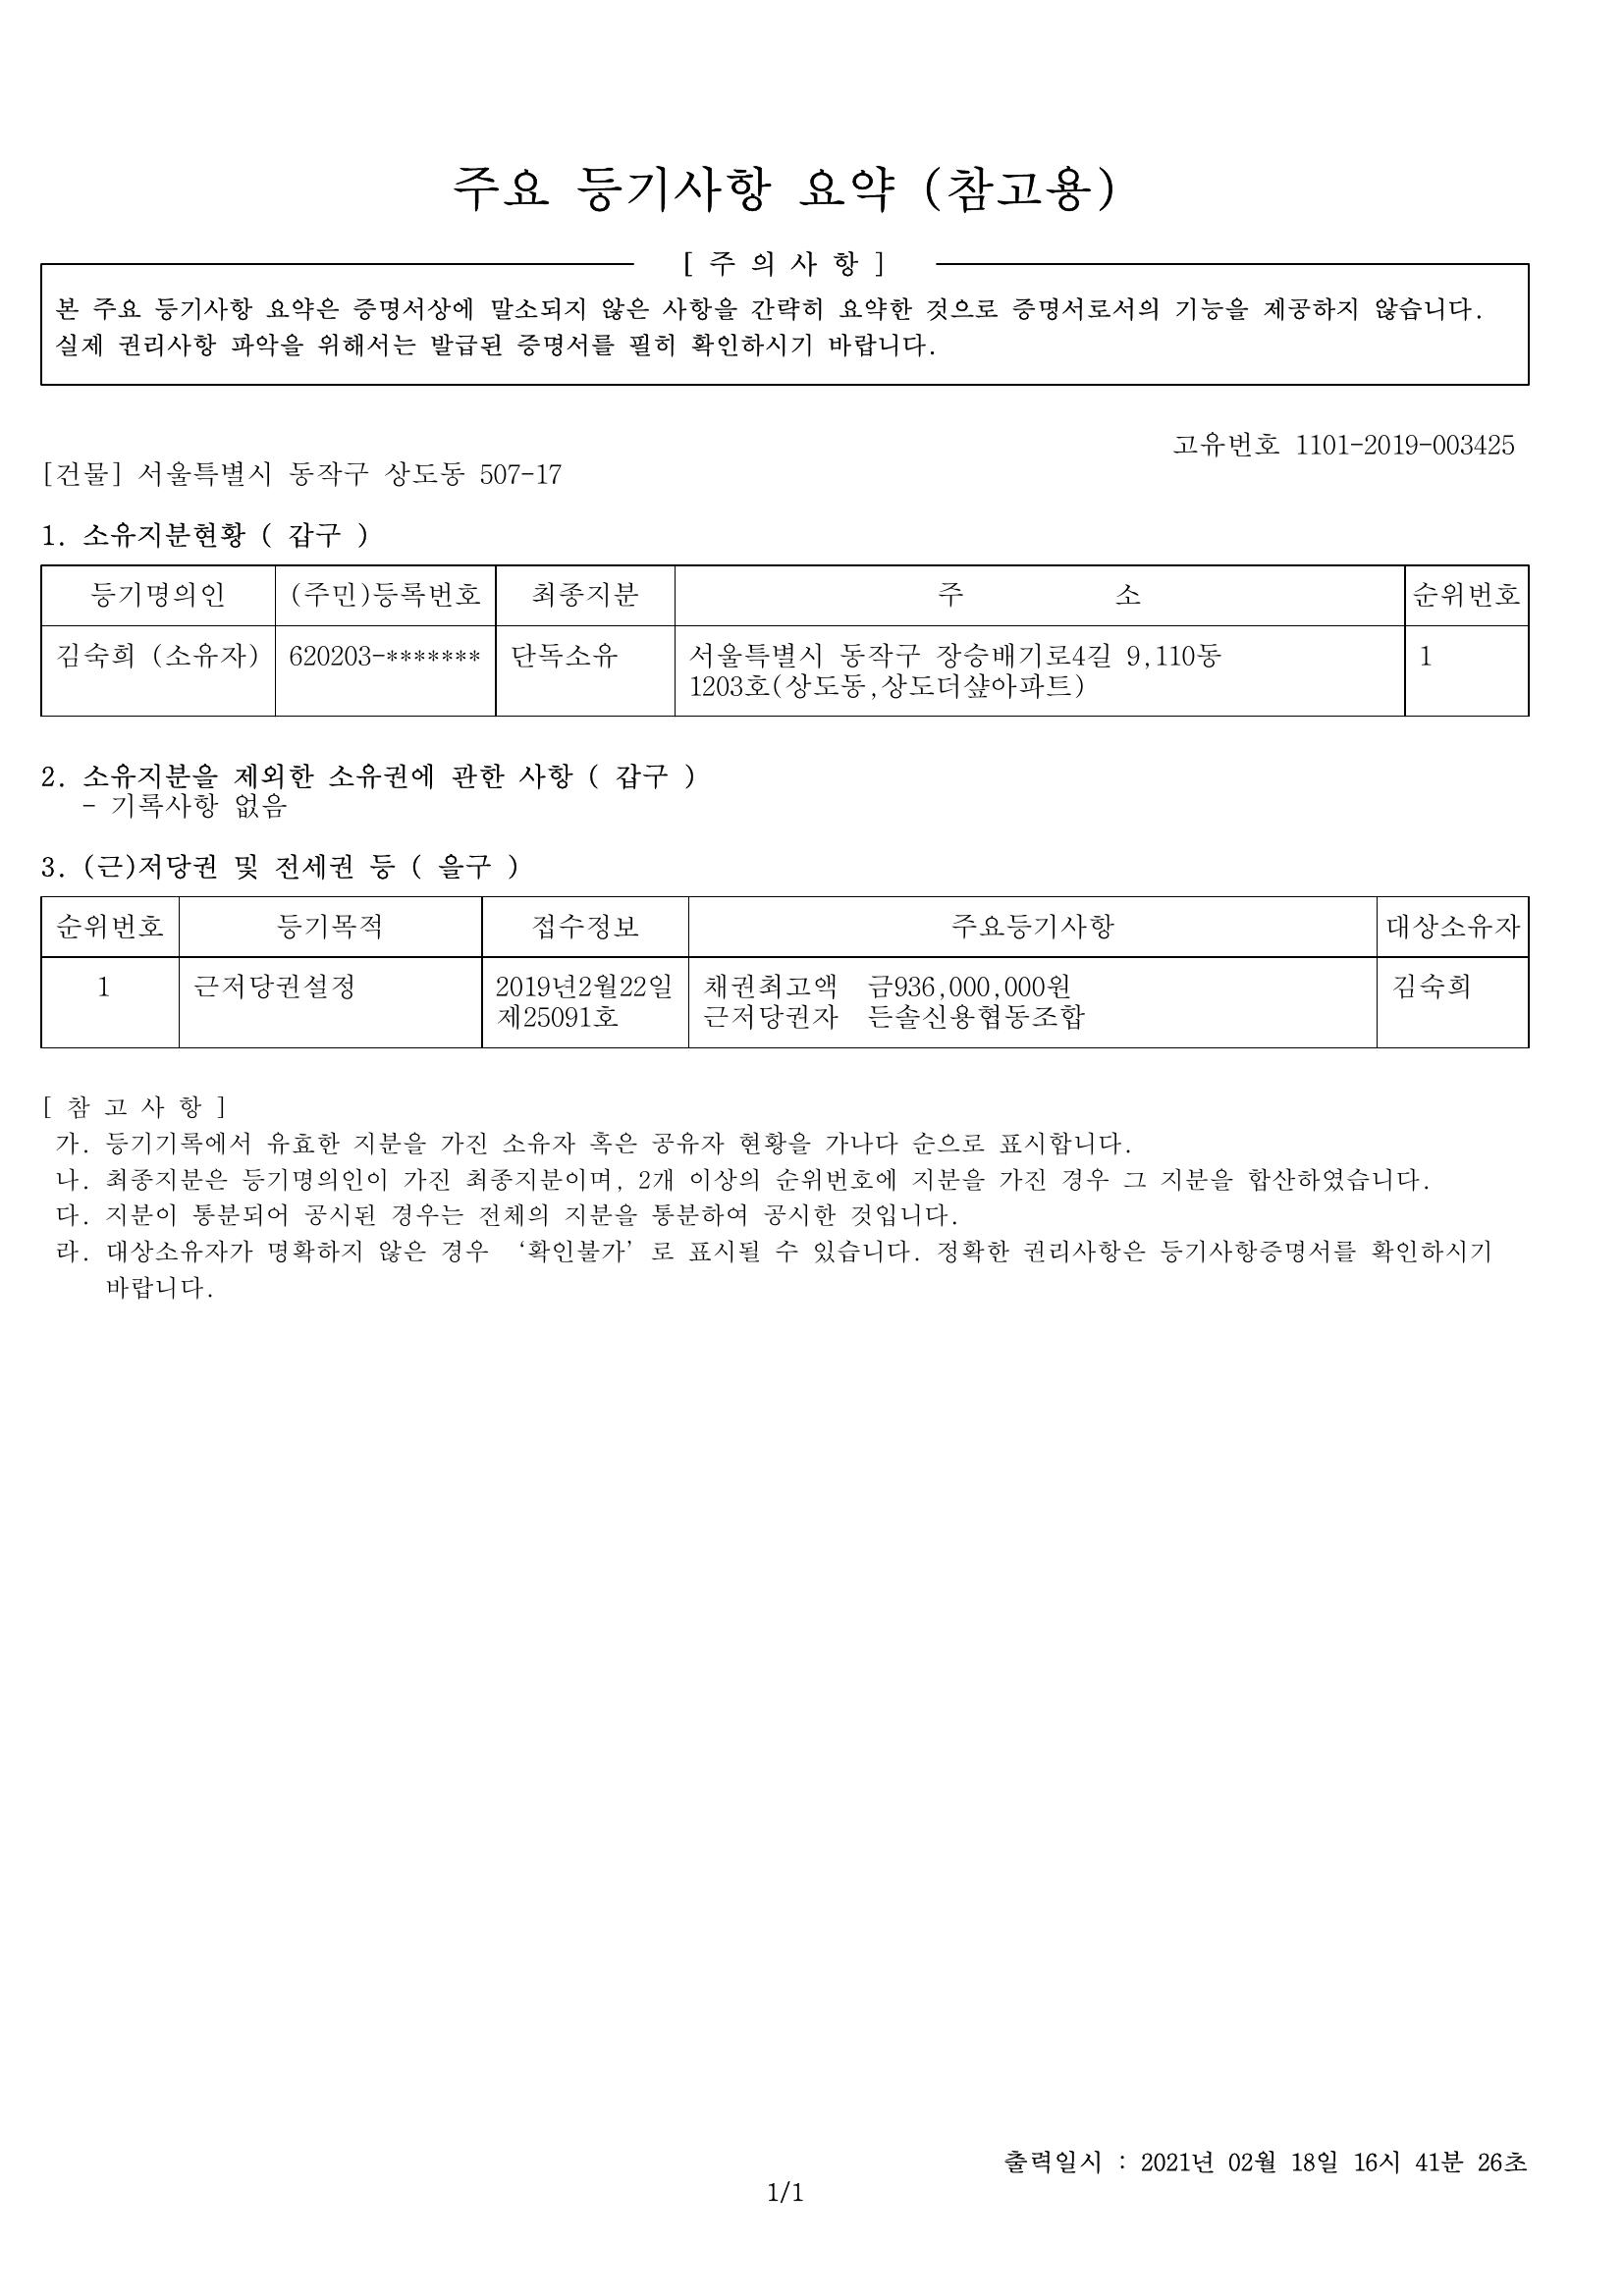 주요 등기사항 요약 (참고용)
[ 주 의 사 항 ]
본 주요 등기사항 요약은 증명서상에 말소되지 않은 사항을 간략히 요약한 것으로 증명서로서의 기능을 제공하지 않습니다.
실제 권리사항 파악을 위해서는 발급된 증명서를 필히 확인하시기 바랍니다.
고유번호 1101-2019-003425
[건물] 서울특별시 동작구 상도동 507-17
1. 소유지분현황 ( 갑구 )
등기명의인 (주민)등록번호 최종지분 주 소 순위번호
김숙희 (소유자) 620203-******* 단독소유 서울특별시 동작구 장승배기로4길 9,110동 1
1203호(상도동,상도더샾아파트)
2. 소유지분을 제외한 소유권에 관한 사항 ( 갑구 )
- 기록사항 없음
3. (근)저당권 및 전세권 등 ( 을구 )
순위번호 등기목적 접수정보 주요등기사항 대상소유자
1 근저당권설정 2019년2월22일 채권최고액 금936,000,000원 김숙희
제25091호 근저당권자 든솔신용협동조합
[ 참 고 사 항 ]
가. 등기기록에서 유효한 지분을 가진 소유자 혹은 공유자 현황을 가나다 순으로 표시합니다.
나. 최종지분은 등기명의인이 가진 최종지분이며, 2개 이상의 순위번호에 지분을 가진 경우 그 지분을 합산하였습니다.
다. 지분이 통분되어 공시된 경우는 전체의 지분을 통분하여 공시한 것입니다.
라. 대상소유자가 명확하지 않은 경우 ‘확인불가’로 표시될 수 있습니다. 정확한 권리사항은 등기사항증명서를 확인하시기
바랍니다.
출력일시 : 2021년 02월 18일 16시 41분 26초
1/1